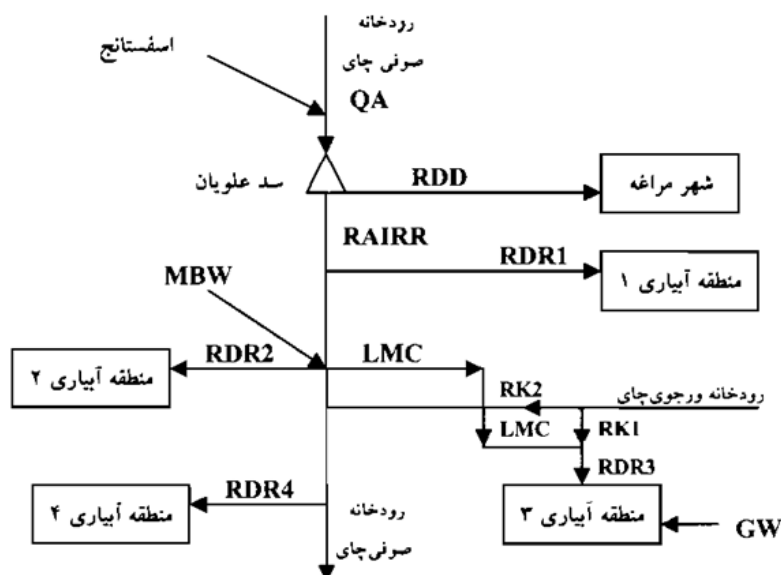 رودخانه
صوفی چای
اسفستانج
QA
سد علویان
RDD
شهر مراغه
RAIRR
RDR1
منطقه آبیاری ۱
MBW
RDR2
LMC
منطقه آبیاری ۲
RK2
رودخانه ورجوی‌چای
LMC
RK1
RDR3
RDR4
منطقه آبیاری ۴
رودخانه
صوفی‌چای
منطقه آبیاری ۳
GW